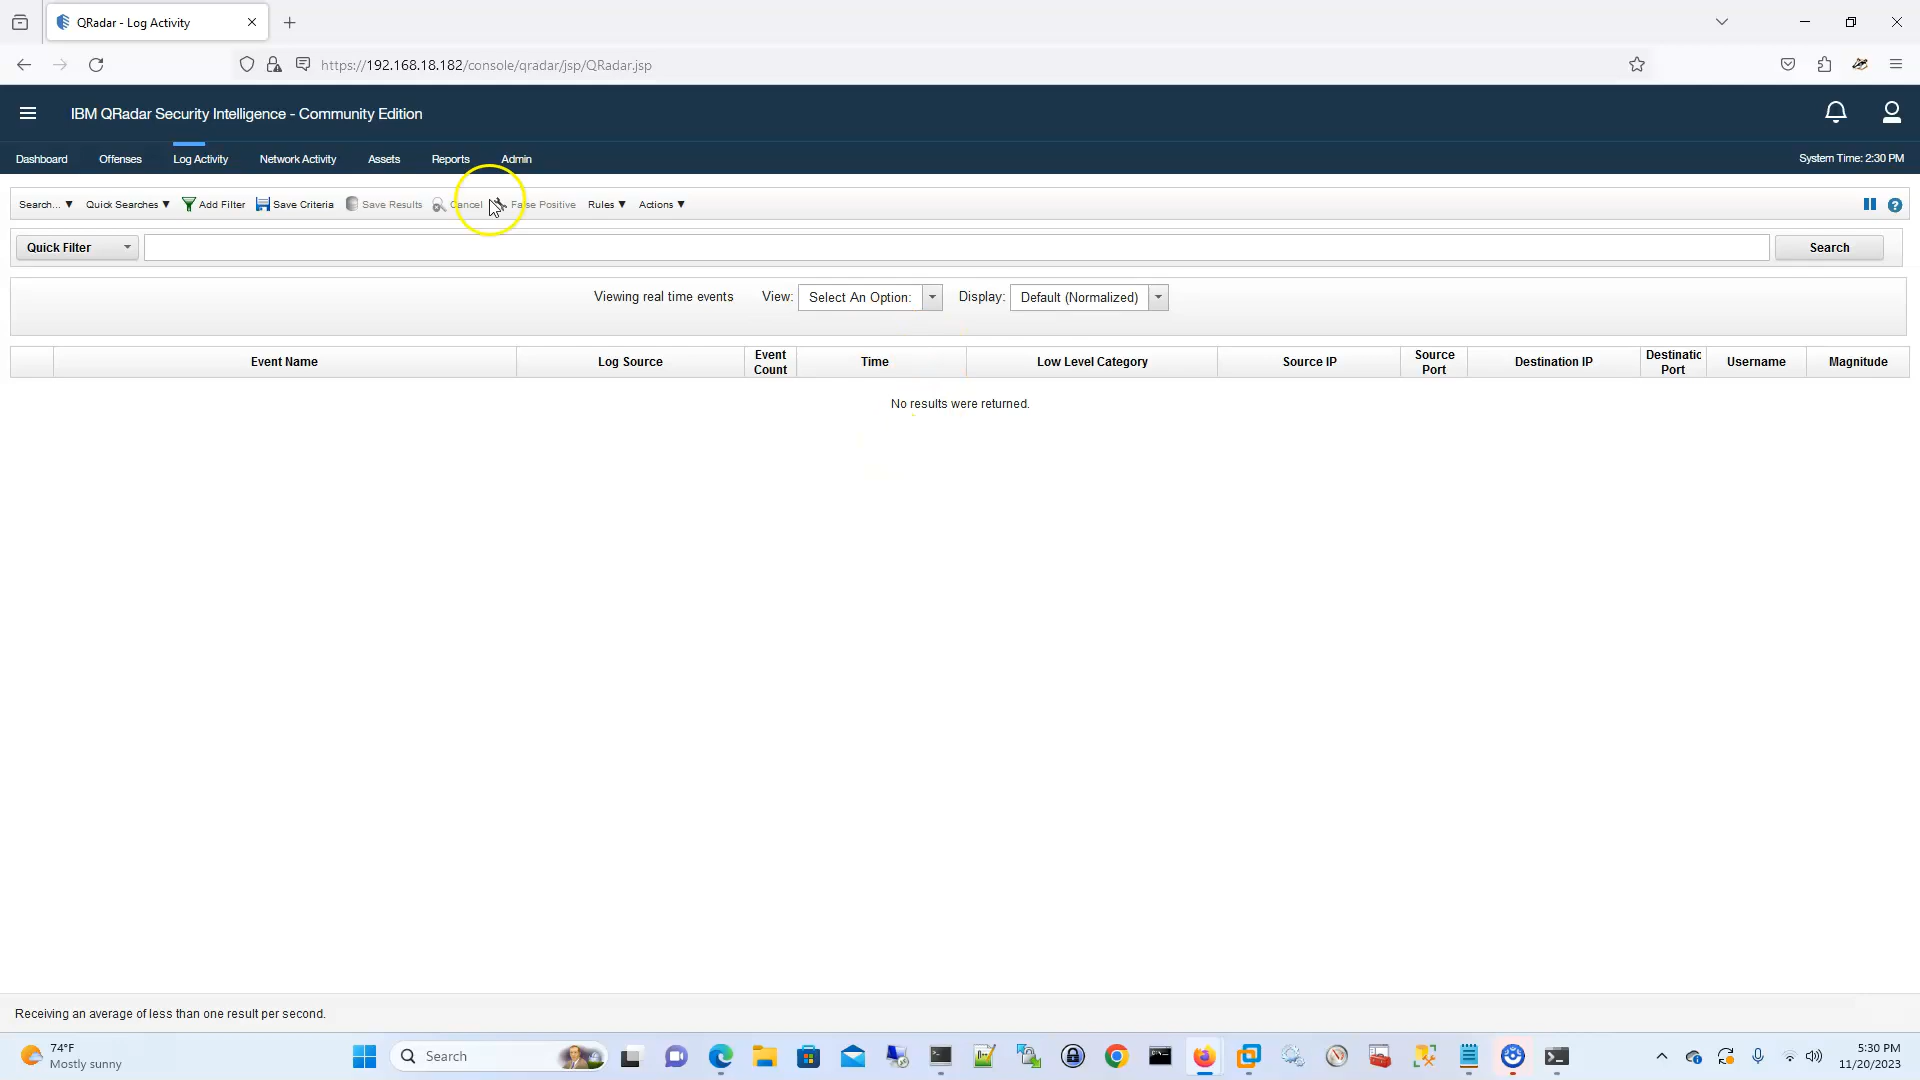 QRadar - Log Activity
https://192.168.18.182/console/qradar/jsp/QRadar.jsp
IBM QRadar Security Intelligence - Community Edition
Dashboard Offenses Log Activity Network Activity Assets Reports Admin System Time: 2:30 PM
Search... ▼ Quick Searches ▼ Add Filter Save Criteria Save Results Cancel False Positive Rules ▼ Actions ▼
Quick Filter Search
Viewing real time events View: Select An Option: Display: Default (Normalized)
Event Name Log Source Event Count Time Low Level Category Source IP Source Port Destination IP Destinatic Port Username Magnitude
No results were returned.
Receiving an average of less than one result per second.
74°F
Mostly sunny
Search
5:30 PM
11/20/2023